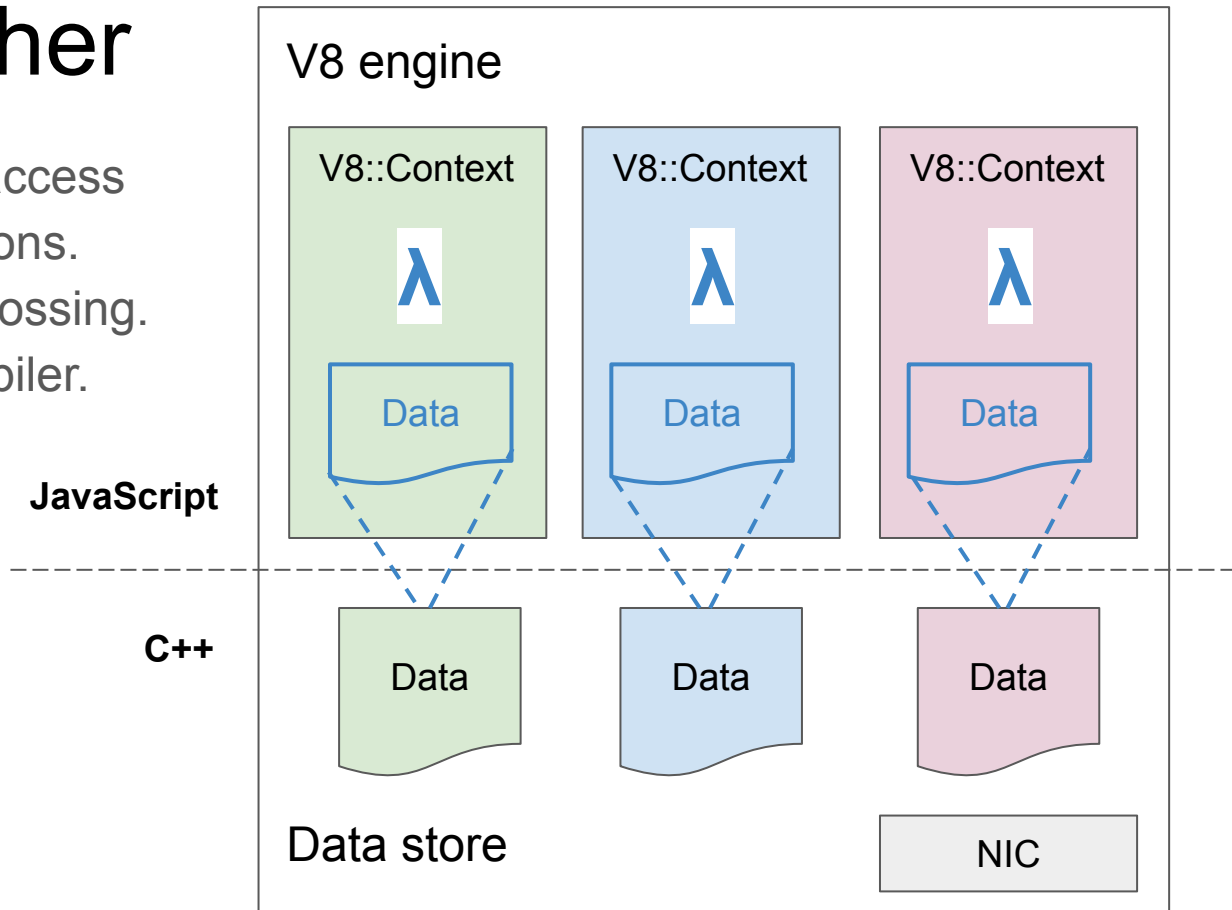 her
V8 engine
V8::Context
V8::Context
V8::Context
ccess
ons.
λ
λ
λ
ossing.
iler.
Data
Data
Data
JavaScript
C++
Data
Data
Data
Data store
NIC